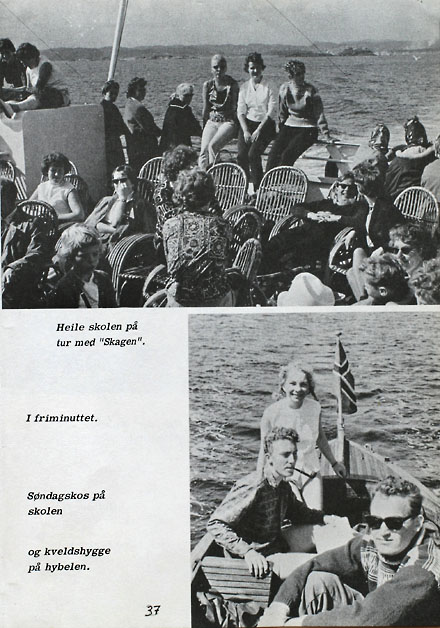 Heile skolen på
tur med "Skagen".
I friminuttet.
Søndagskos på
skolen
og kveldshygge
på hybelen.
37